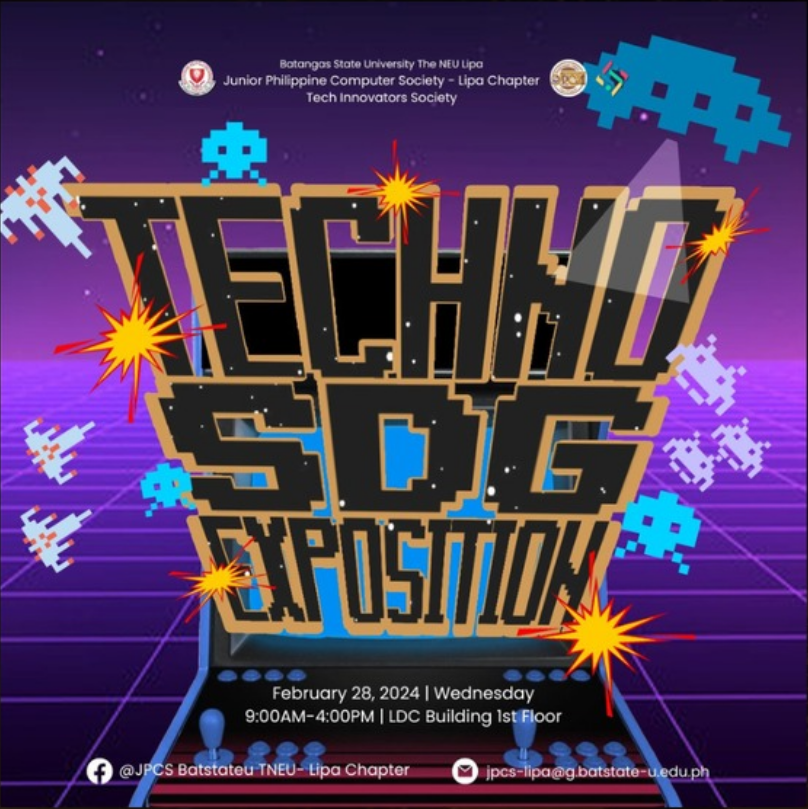 Batangas State University The NEU Lipa
Junior Philippine Computer Society - Lipa Chapter
Tech Innovators Society
TECHNO
SDG
EXPOSITION
February 28, 2024 | Wednesday
9:00AM-4:00PM | LDC Building 1st Floor
@JPCS Batstateu TNEU- Lipa Chapter
jpcs-lipa@g.batstate-u.edu.ph